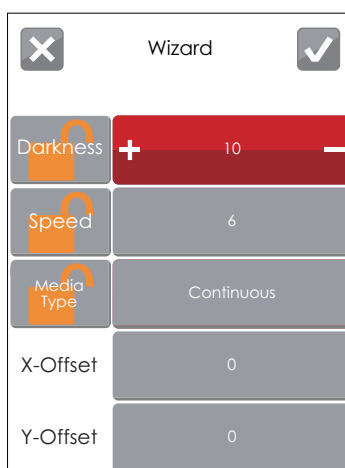 Wizard
Darkness + 10 −
Speed 6
Media
Type
Continuous
X-Offset 0
Y-Offset 0